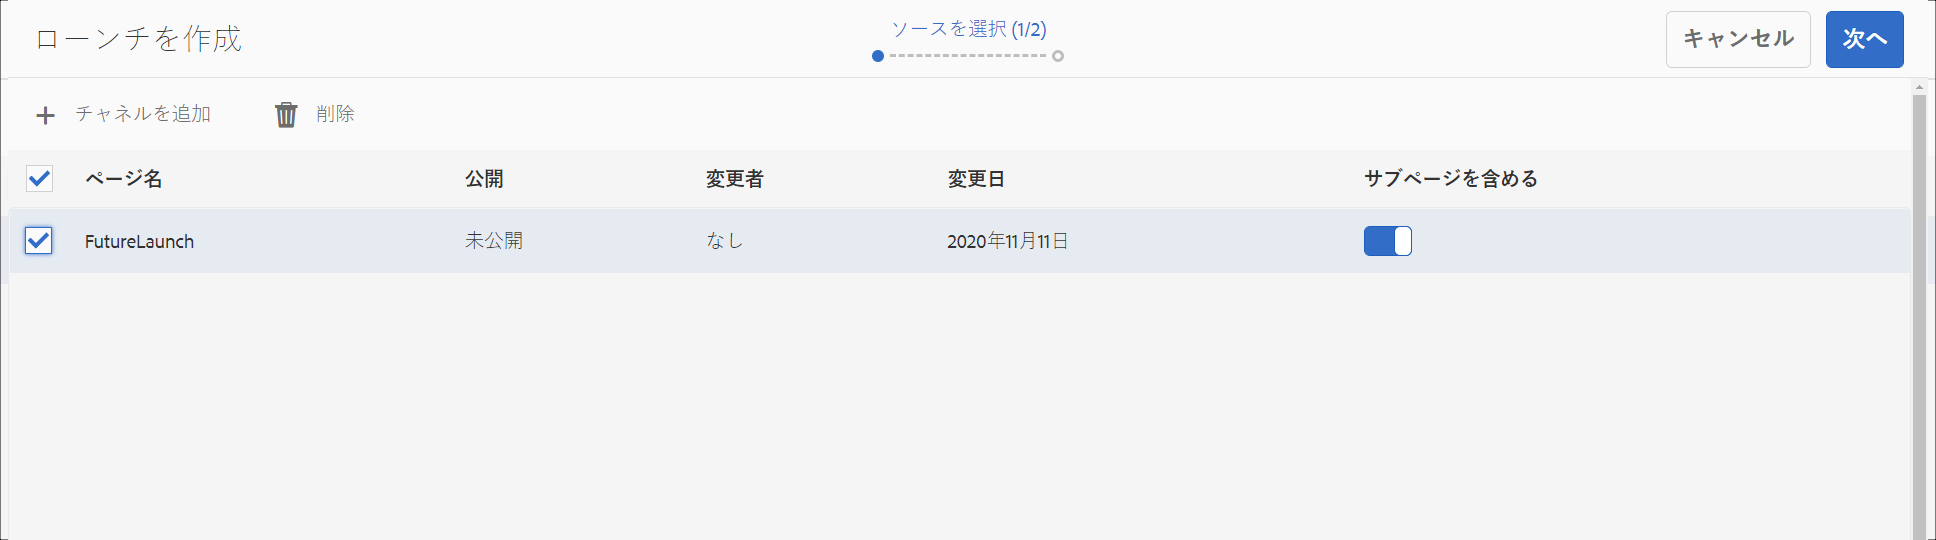 ローンチを作成
ソースを選択 (1/2)
キャンセル
次へ
チャネルを追加
削除
ページ名 公開 変更者 変更日 サブページを含める
FutureLaunch 未公開 なし 2020年11月11日